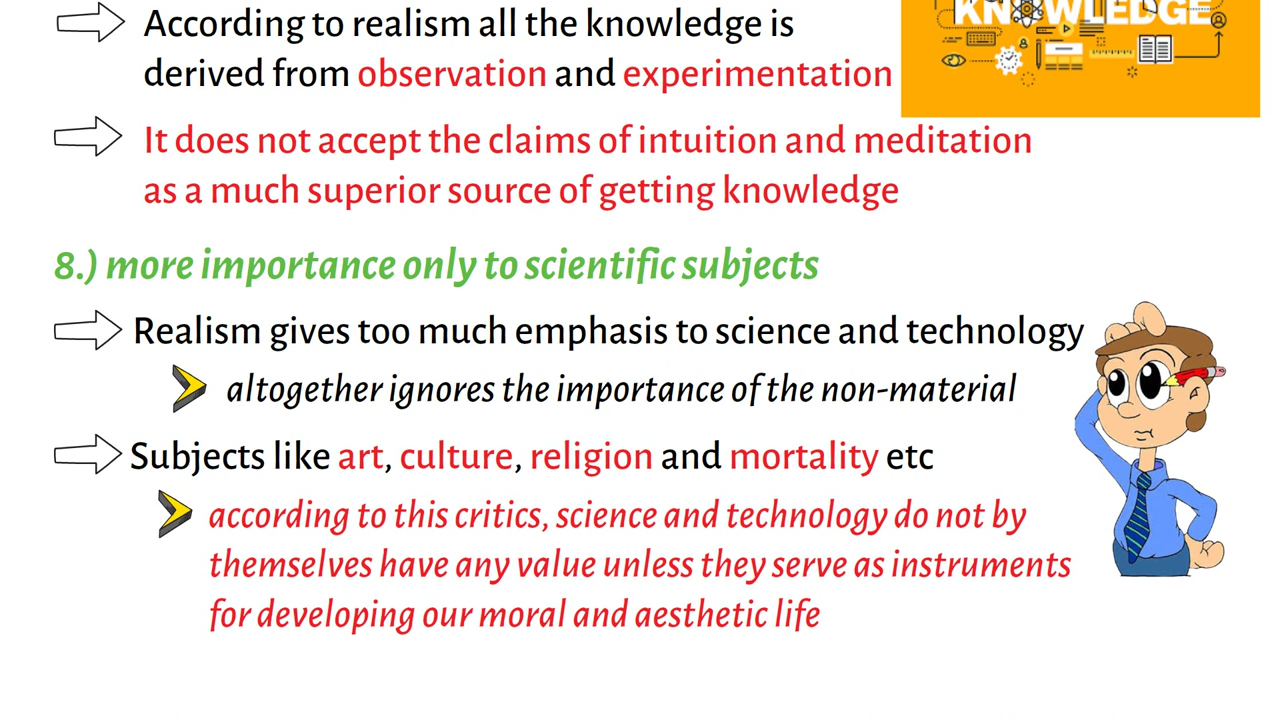 According to realism all the knowledge is
KNOWLEDGE
derived from observation and experimentation
It does not accept the claims of intuition and meditation
as a much superior source of getting knowledge
8.) more importance only to scientific subjects
Realism gives too much emphasis to science and technology
altogether ignores the importance of the non-material
Subjects like art, culture, religion and mortality etc
according to this critics, science and technology do not by
themselves have any value unless they serve as instruments
for developing our moral and aesthetic life